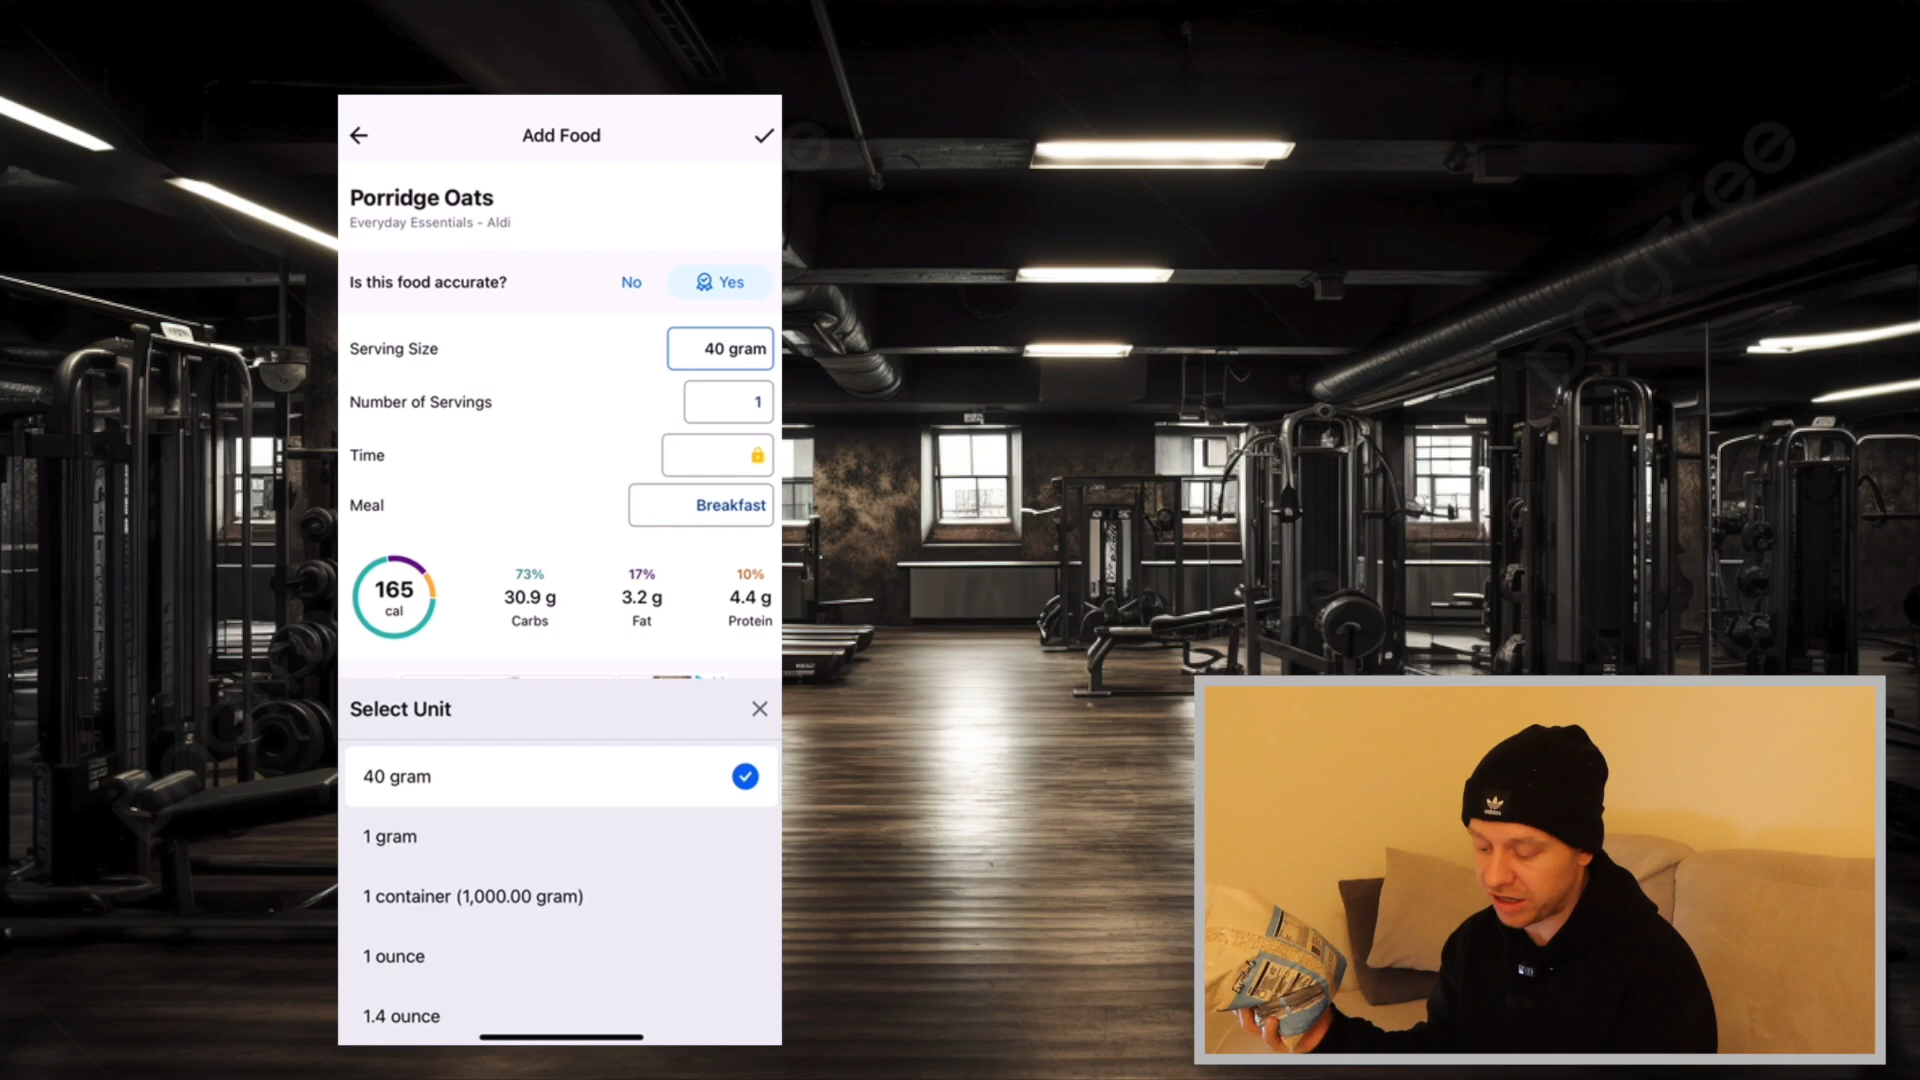 Add Food
Porridge Oats
Everyday Essentials - Aldi
Is this food accurate?
No
Yes
Serving Size
40 gram
Number of Servings
1
Time
Meal
Breakfast
165
cal
73%
30.9 g
Carbs
17%
3.2 g
Fat
10%
4.4 g
Protein
Select Unit
40 gram
1 gram
1 container (1,000.00 gram)
1 ounce
1.4 ounce
adidas
pngtree